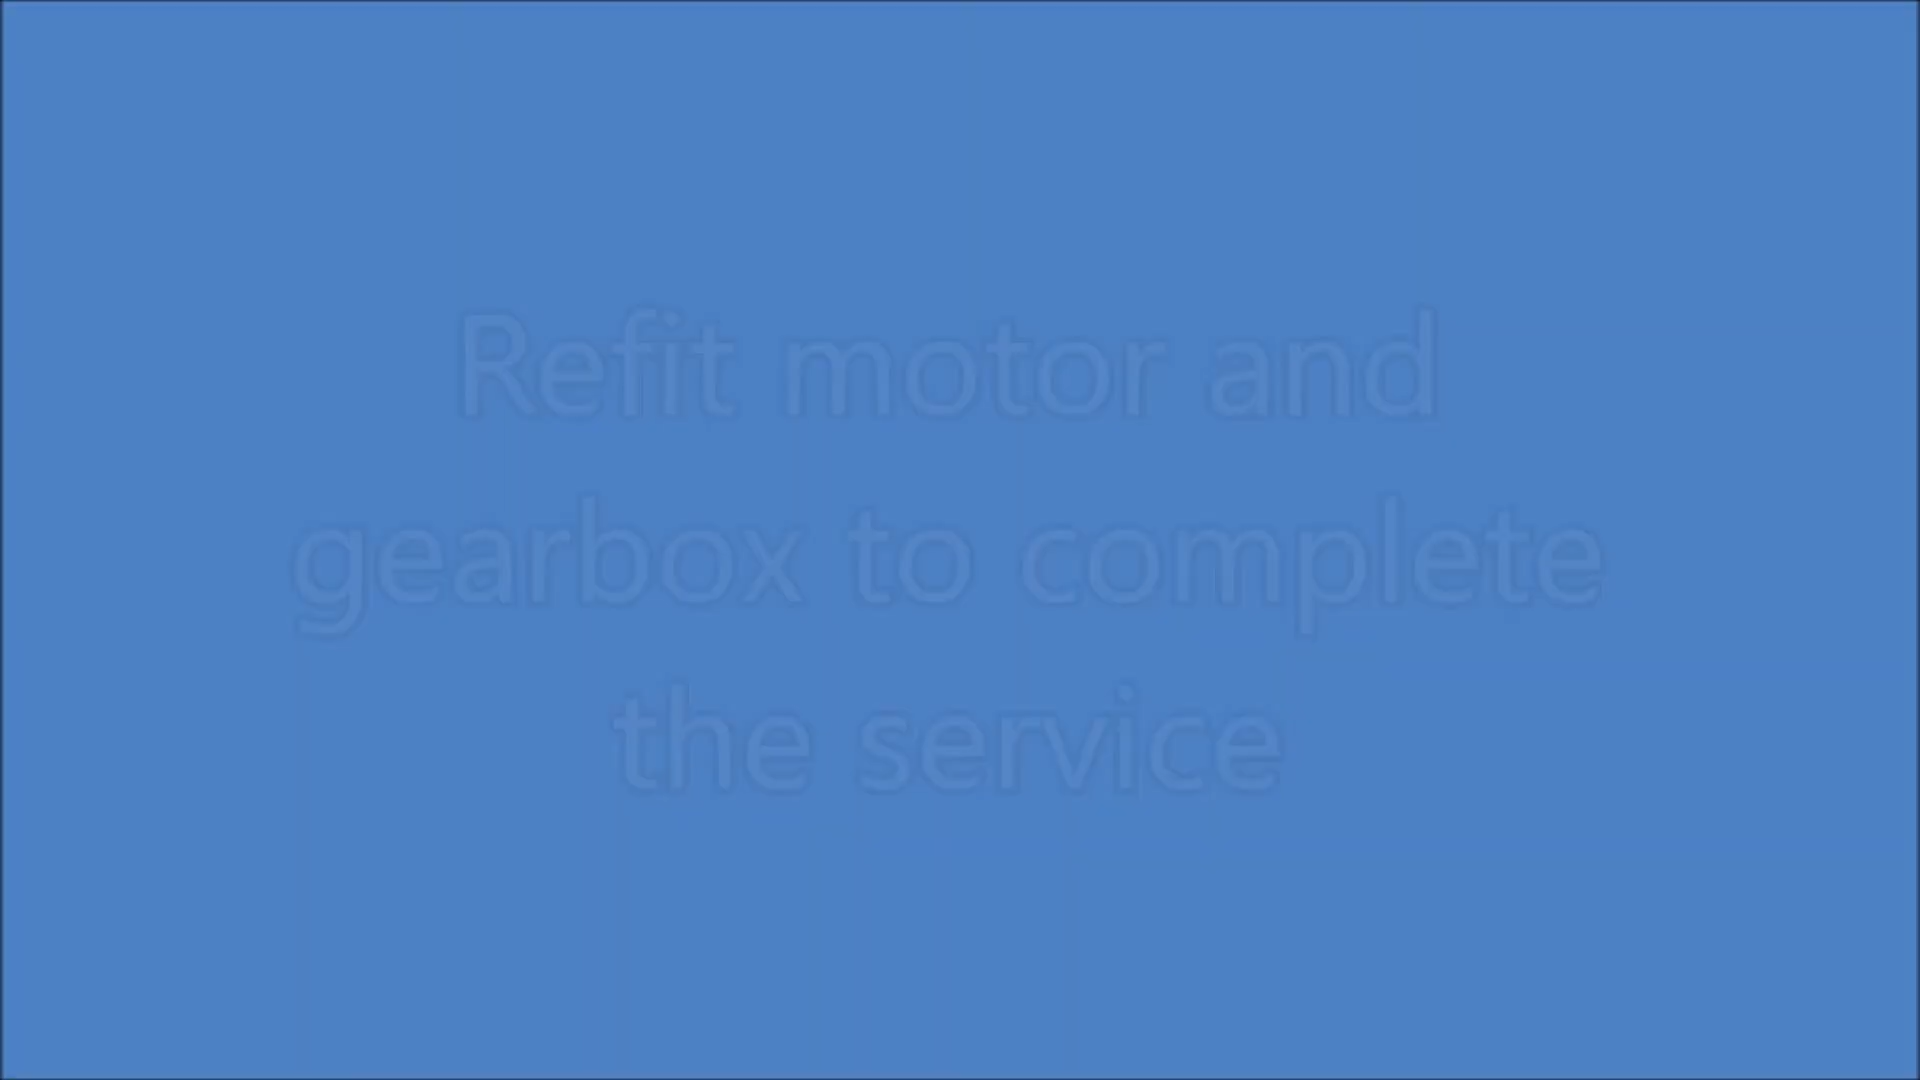 Refit motor and
gearbox to complete
the service